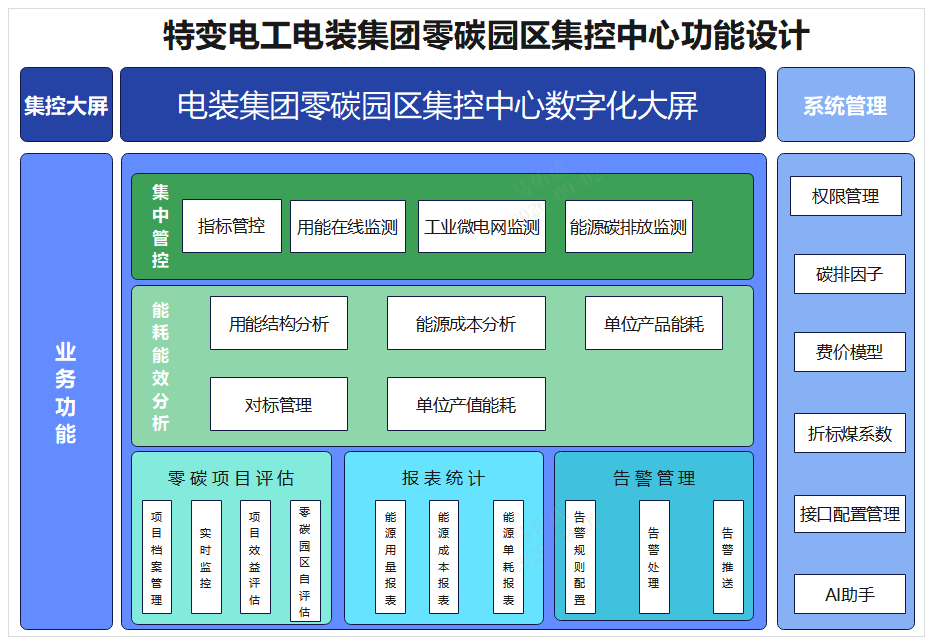 特变电工电装集团零碳园区集控中心功能设计
集控大屏
电装集团零碳园区集控中心数字化大屏
系统管理
业务功能
集中管控
指标管控
用能在线监测
工业微电网监测
能源碳排放监测
能耗能效分析
用能结构分析
能源成本分析
单位产品能耗
对标管理
单位产值能耗
零碳项目评估
项目档案管理
实时监控
项目效益评估
零碳园区自评估
报表统计
能源用量报表
能源成本报表
能源单耗报表
告警管理
告警规则配置
告警处理
告警推送
权限管理
碳排因子
费价模型
折标煤系数
接口配置管理
AI助手